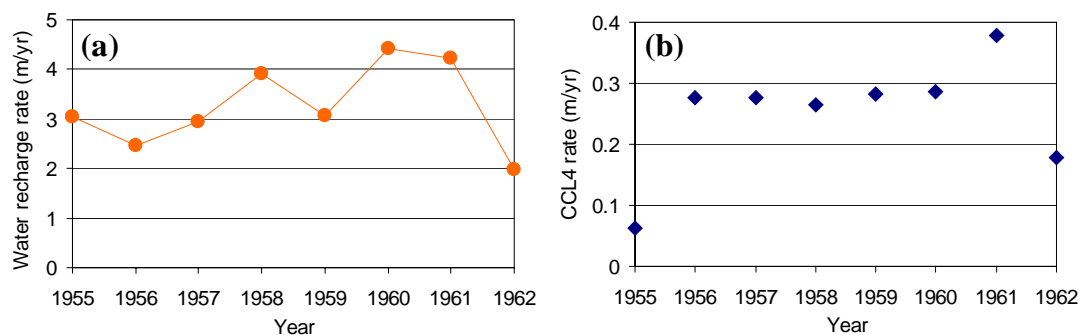 (a)
Water recharge rate (m/yr)
5
4
3
2
1
0
1955 1956 1957 1958 1959 1960 1961 1962
Year
(b)
CCL4 rate (m/yr)
0.4
0.3
0.2
0.1
0
1955 1956 1957 1958 1959 1960 1961 1962
Year